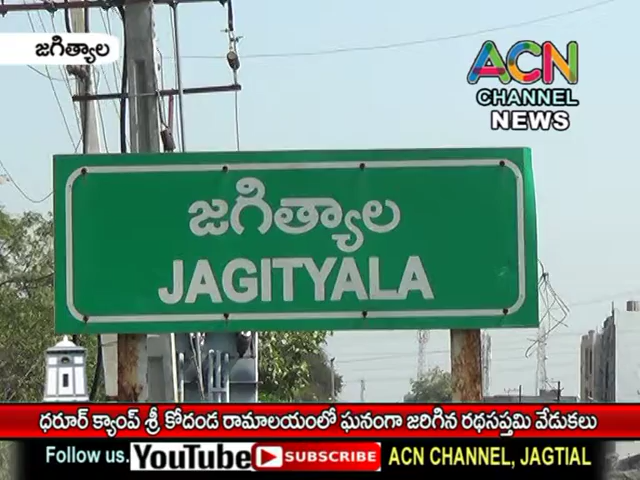 జగిత్యాల
ACN
CHANNEL
NEWS
జగిత్యాల
JAGITYALA
ధరూర్ క్యాంప్ శ్రీ కోదండ రామాలయంలో ఘనంగా జరిగిన రథసప్తమి వేడుకలు
Follow us. YouTube SUBSCRIBE ACN CHANNEL, JAGTIAL